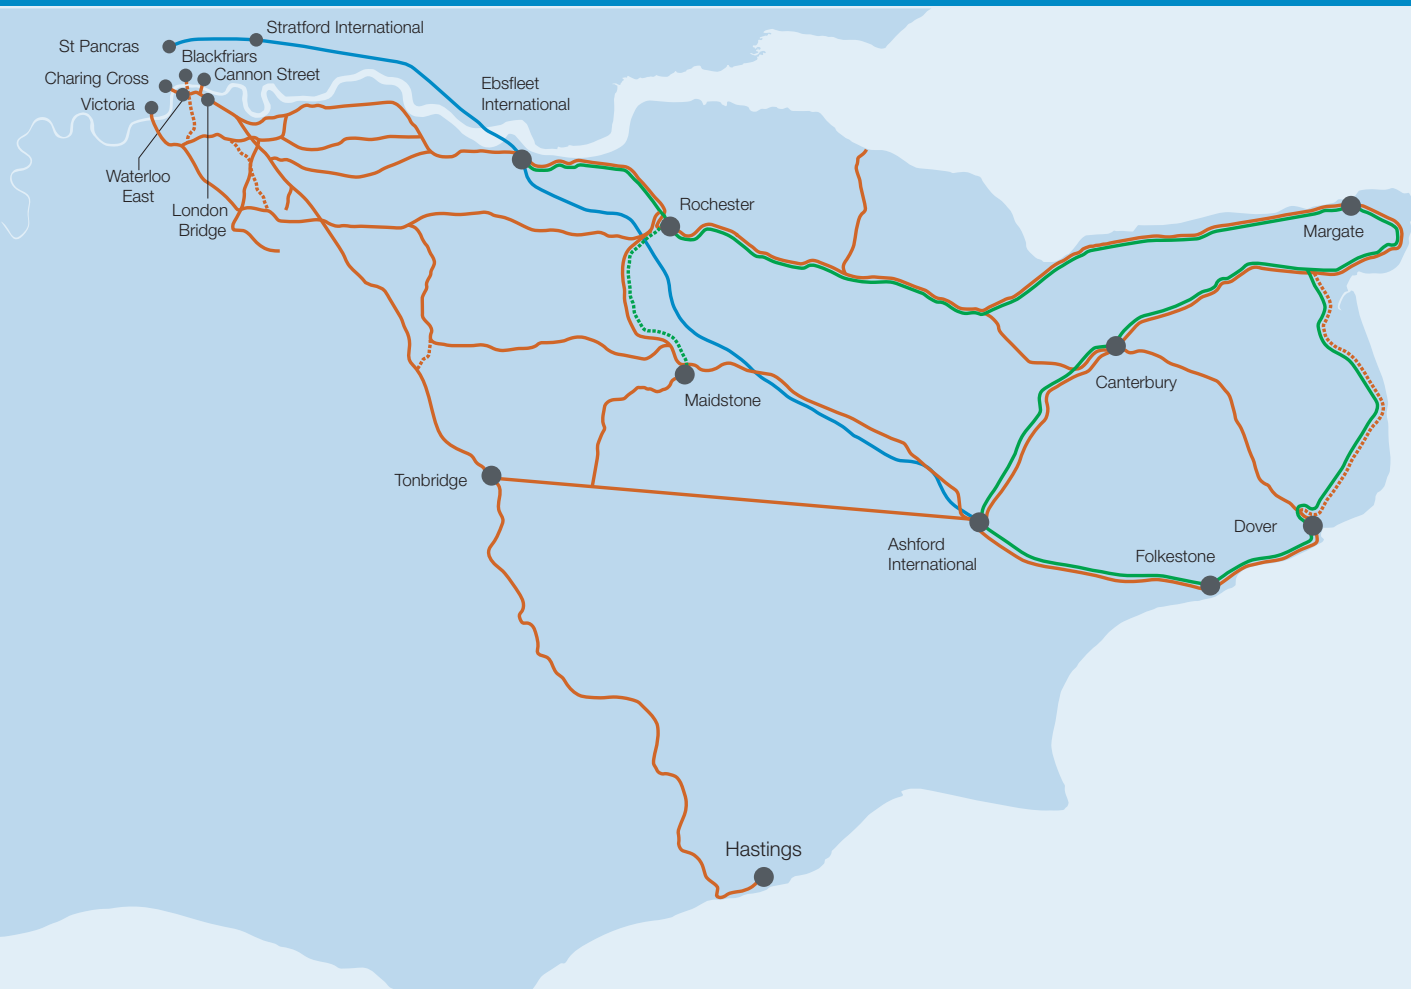 Stratford International
St Pancras
Blackfriars
Charing Cross
Cannon Street
Victoria
Ebsfleet
International
Waterloo
East
London
Bridge
Rochester
Margate
Canterbury
Maidstone
Tonbridge
Dover
Ashford
International
Folkestone
Hastings